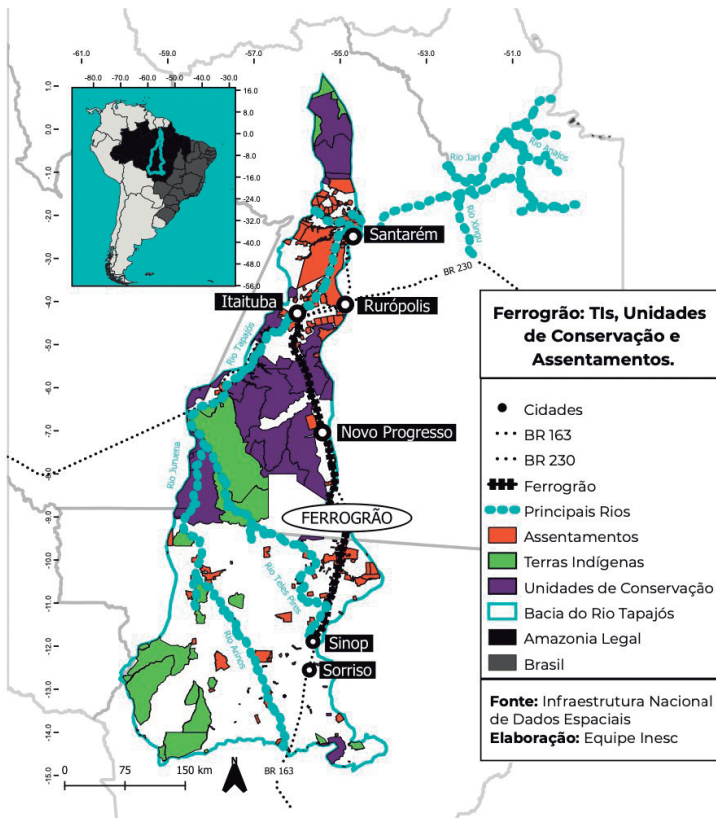 -61.0
-59.0
-57.0
-55.0
-53.0
-51.0
-80.0
-70.0
-60.0
-50.0
-40.0
-30.0
16.0
8.0
0.0
-8.0
-16.0
-24.0
-32.0
-40.0
-48.0
-56.0
1.0
0.0
-1.0
-2.0
-3.0
-4.0
-5.0
-6.0
-7.0
-8.0
-9.0
-10.0
-11.0
-12.0
-13.0
-14.0
-15.0
Rio Jari
Rio Anajos
Rio Xingu
Santarém
BR 230
Itaituba
Rurópolis
Rio Tapajós
Novo Progresso
Rio Juruena
FERROGRÃO
Rio Teles Pires
Rio Arinos
Sinop
Sorriso
BR 163
0
75
150 km
N
Ferrogrão: TIs, Unidades
de Conservação e
Assentamentos.
Cidades
BR 163
BR 230
Ferrogrão
Principais Rios
Assentamentos
Terras Indígenas
Unidades de Conservação
Bacia do Rio Tapajós
Amazonia Legal
Brasil
Fonte: Infraestrutura Nacional
de Dados Espaciais
Elaboração: Equipe Inesc